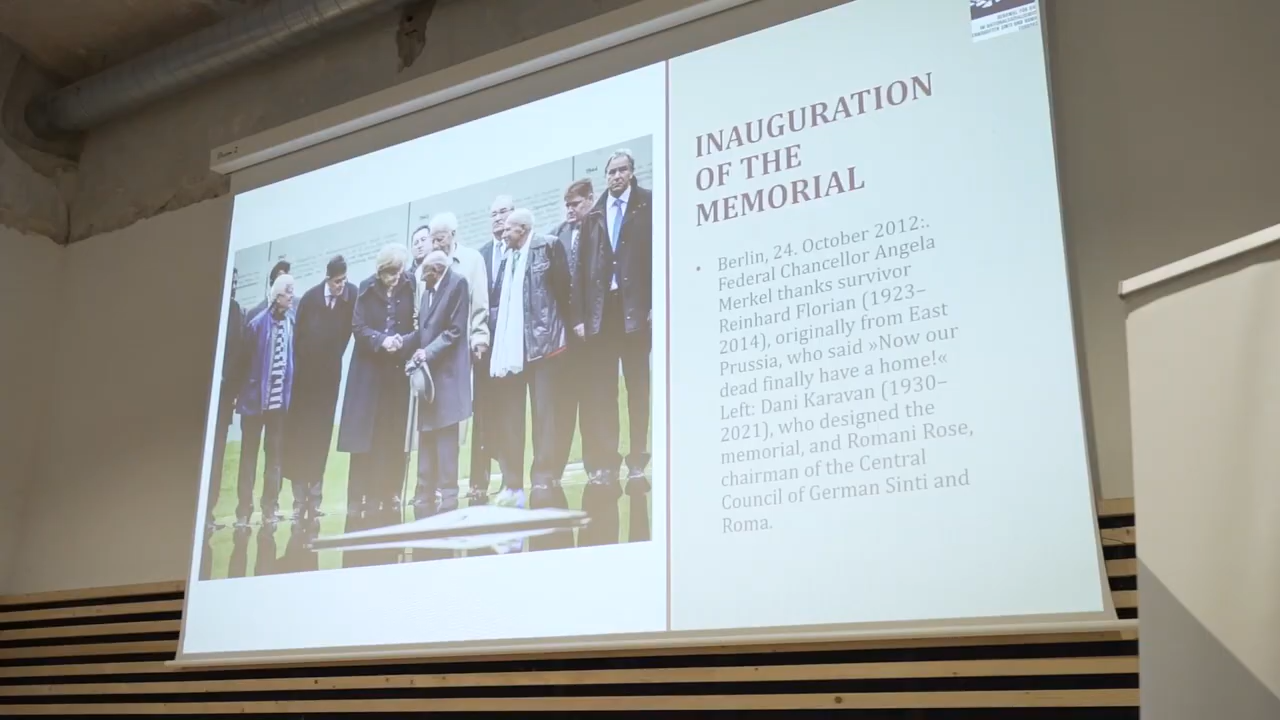 INAUGURATION
OF THE
MEMORIAL
• Berlin, 24. October 2012:.
Federal Chancellor Angela
Merkel thanks survivor
Reinhard Florian (1923–
2014), originally from East
Prussia, who said »Now our
dead finally have a home!«
Left: Dani Karavan (1930–
2021), who designed the
memorial, and Romani Rose,
chairman of the Central
Council of German Sinti and
Roma.